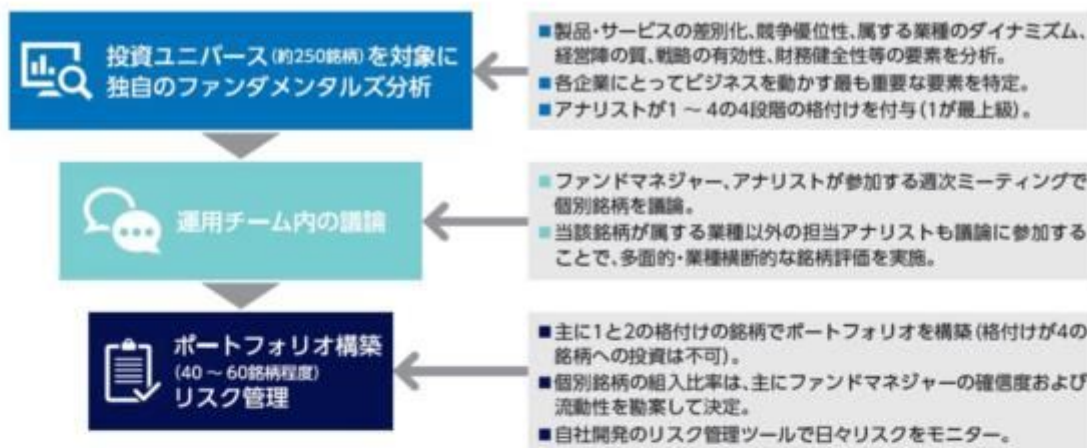 投資ユニバース(約250銘柄)を対象に
独自のファンダメンタルズ分析
■製品・サービスの差別化、競争優位性、属する業種のダイナミズム、
経営陣の質、戦略の有効性、財務健全性等の要素を分析。
■各企業にとってビジネスを動かす最も重要な要素を特定。
■アナリストが1～4の4段階の格付けを付与(1が最上級)。
運用チーム内の議論
■ファンドマネジャー、アナリストが参加する週次ミーティングで
個別銘柄を議論。
■当該銘柄が属する業種以外の担当アナリストも議論に参加する
ことで、多面的・業種横断的な銘柄評価を実施。
ポートフォリオ構築
(40～60銘柄程度)
リスク管理
■主に1と2の格付けの銘柄でポートフォリオを構築(格付けが4の
銘柄への投資は不可)。
■個別銘柄の組入比率は、主にファンドマネジャーの確信度および
流動性を勘案して決定。
■自社開発のリスク管理ツールで日々リスクをモニター。